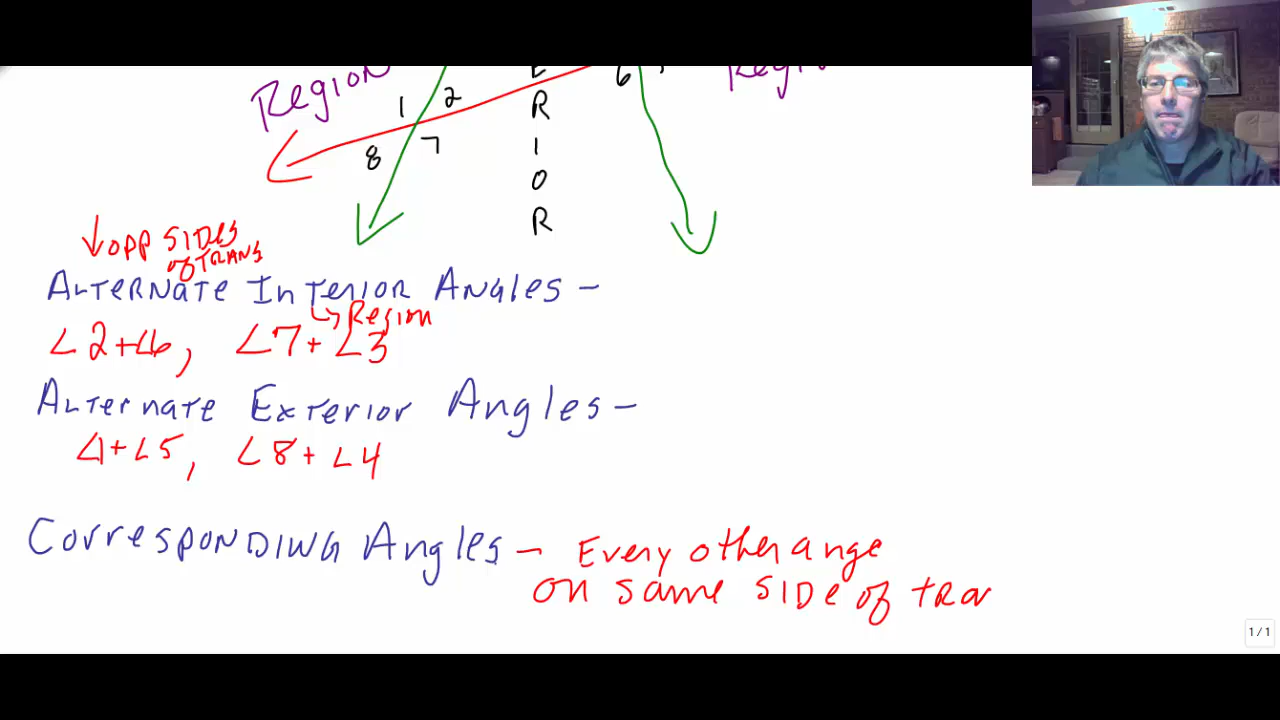 Region
1 2
8 7
E
R
I
O
R
6
Regi
↓ OPP SIDES
of TRANS
ALTERNATE INTERIOR ANGLES –
↳ Region
∠2+∠6, ∠7+∠3
Alternate Exterior Angles –
∠1+∠5, ∠8+∠4
CorresPONDING Angles – Every other ange
on same SIDe of tRan
1 / 1